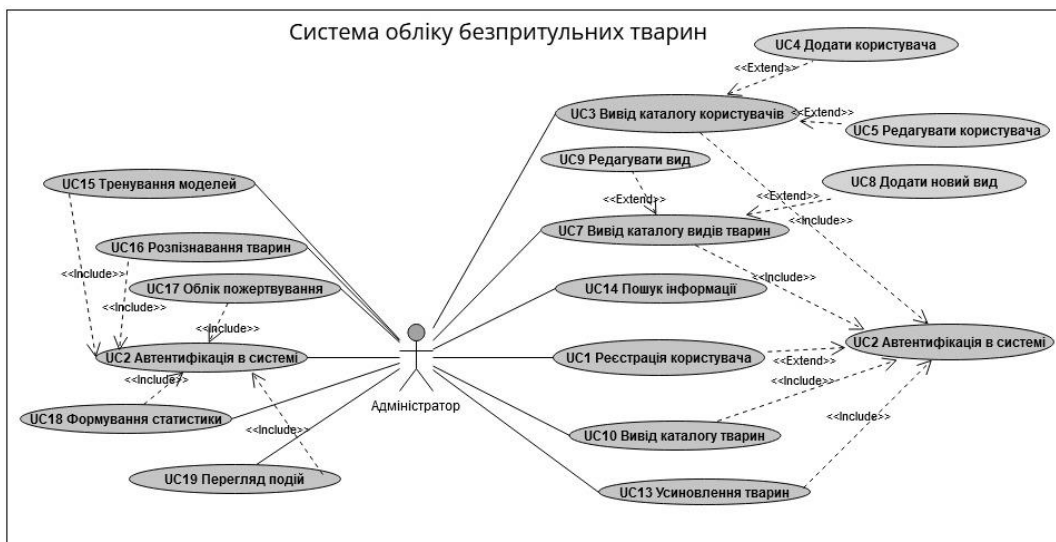 Система обліку безпритульних тварин
UC4 Додати користувача
<<Extend>>
UC3 Вивід каталогу користувачів
<<Extend>>
UC5 Редагувати користувача
UC9 Редагувати вид
UC15 Тренування моделей
UC8 Додати новий вид
<<Extend>>
<<Extend>>
<<Include>>
UC7 Вивід каталогу видів тварин
UC16 Розпізнавання тварин
<<Include>>
<<Include>>
UC17 Облік пожертвування
UC14 Пошук інформації
<<Include>>
<<Include>>
UC2 Автентифікація в системі
UC2 Автентифікація в системі
UC1 Реєстрація користувача
<<Extend>>
<<Include>>
<<Include>>
Адміністратор
UC18 Формування статистики
<<Include>>
<<Include>>
UC10 Вивід каталогу тварин
UC19 Перегляд подій
UC13 Усиновлення тварин